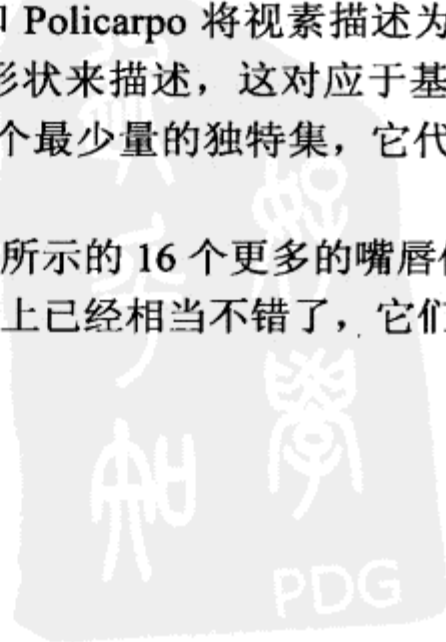 Policarpo 将视素描述为
形状来描述，这对应于基
个最少量的独特集，它代
所示的 16 个更多的嘴唇
上已经相当不错了，它们
PDG